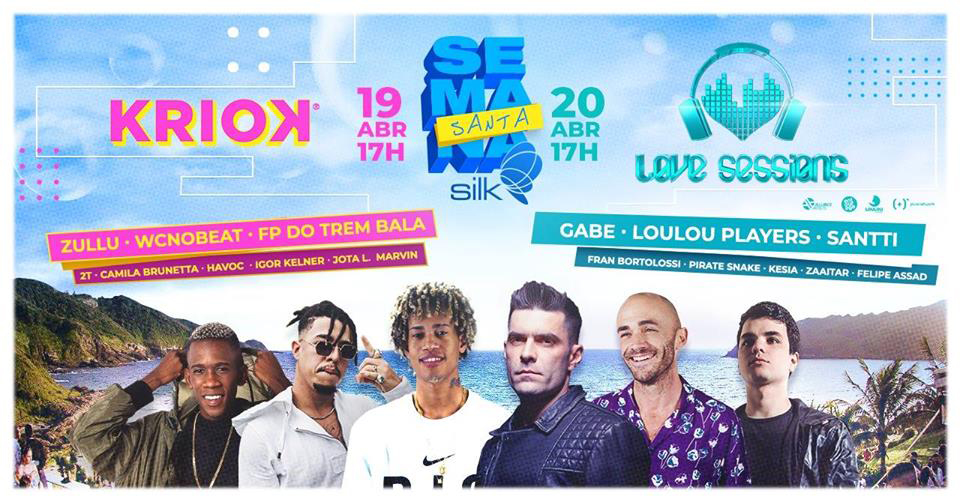 KRIOK®
19
ABR
17H
SE
MA
NA
SANTA
silk
20
ABR
17H
Love Sessions
ZULLU · WCNOBEAT · FP DO TREM BALA
2T · CAMILA BRUNETTA · HAVOC · IGOR KELNER · JOTA L. MARVIN
GABE · LOULOU PLAYERS · SANTTI
FRAN BORTOLOSSI · PIRATE SNAKE · KESIA · ZAAITAR · FELIPE ASSAD